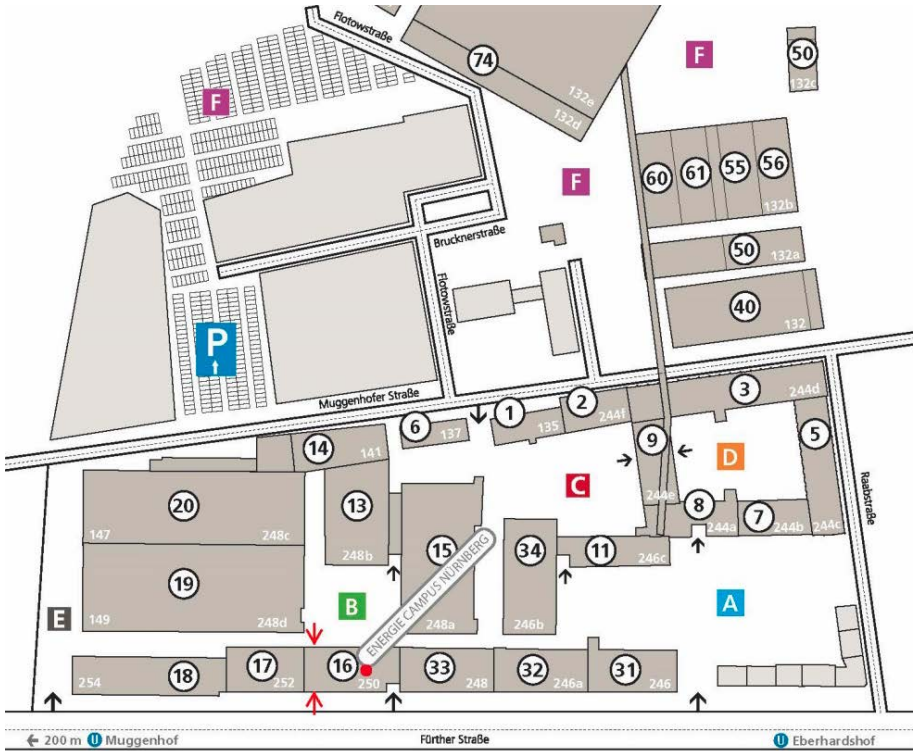 Flotowstraße
74
132e
132d
F
50
132c
F
F
60
61
55
56
132b
Brucknerstraße
Flotowstraße
50
132a
40
132
P
Muggenhofer Straße
6
137
1
135
2
244f
3
244d
5
244c
Raabstraße
14
141
9
244e
D
C
20
147
248c
13
248b
15
248a
34
246b
11
246c
8
244a
7
244b
ENERGIE CAMPUS NÜRNBERG
19
149
248d
E
B
A
18
254
17
252
16
250
33
248
32
246a
31
246
← 200 m U Muggenhof
Fürther Straße
U Eberhardshof